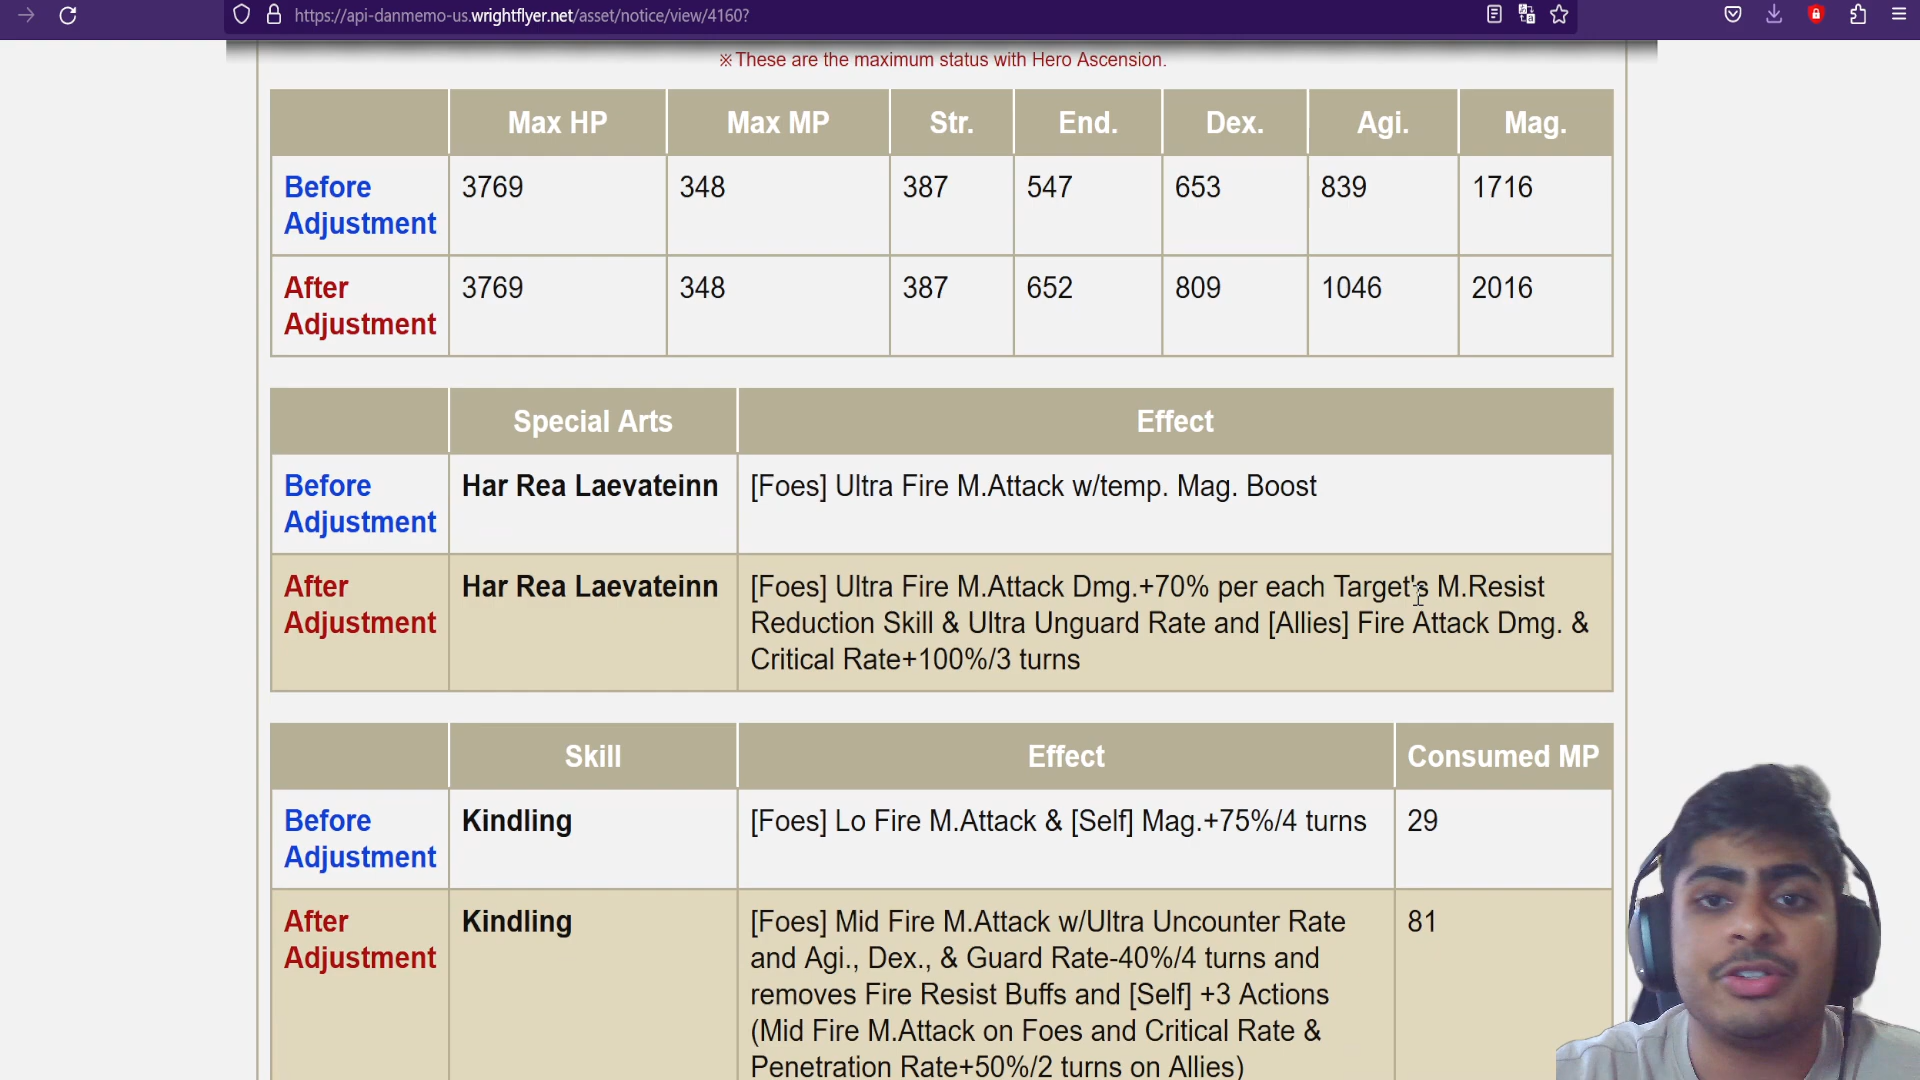 https://api-danmemo-us.wrightflyer.net/asset/notice/view/4160?
※These are the maximum status with Hero Ascension.
Max HP Max MP Str. End. Dex. Agi. Mag.
Before Adjustment 3769 348 387 547 653 839 1716
After Adjustment 3769 348 387 652 809 1046 2016
Special Arts Effect
Before Adjustment Har Rea Laevateinn [Foes] Ultra Fire M.Attack w/temp. Mag. Boost
After Adjustment Har Rea Laevateinn [Foes] Ultra Fire M.Attack Dmg.+70% per each Target's M.Resist
Reduction Skill & Ultra Unguard Rate and [Allies] Fire Attack Dmg. &
Critical Rate+100%/3 turns
Skill Effect Consumed MP
Before Adjustment Kindling [Foes] Lo Fire M.Attack & [Self] Mag.+75%/4 turns 29
After Adjustment Kindling [Foes] Mid Fire M.Attack w/Ultra Uncounter Rate 81
and Agi., Dex., & Guard Rate-40%/4 turns and
removes Fire Resist Buffs and [Self] +3 Actions
(Mid Fire M.Attack on Foes and Critical Rate &
Penetration Rate+50%/2 turns on Allies)